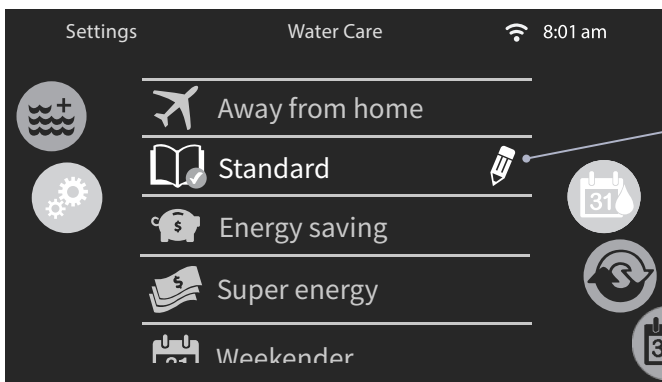 Settings Water Care 8:01 am
Away from home
Standard
31
$ Energy saving
$ Super energy
Weekender